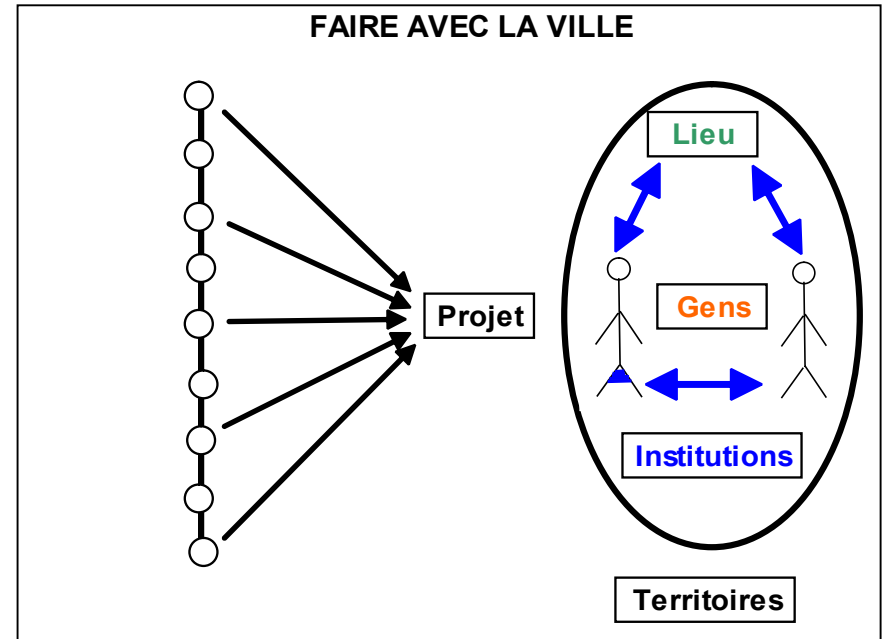 FAIRE AVEC LA VILLE
Lieu
Gens
Projet
Institutions
Territoires